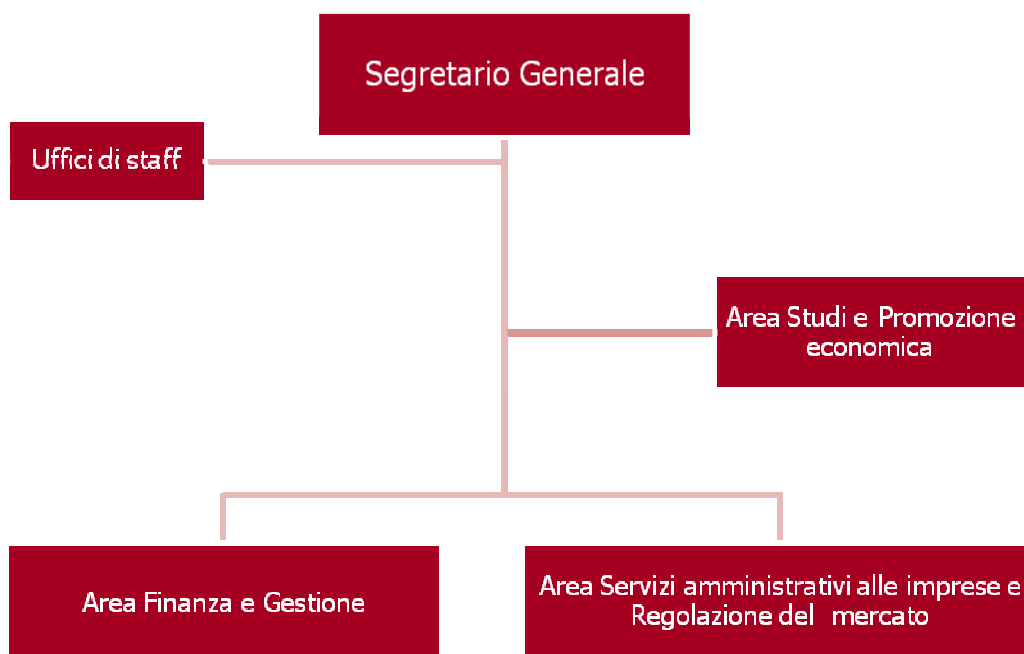 Segretario Generale
Uffici di staff
Area Studi e Promozione
economica
Area Finanza e Gestione
Area Servizi amministrativi alle imprese e
Regolazione del mercato